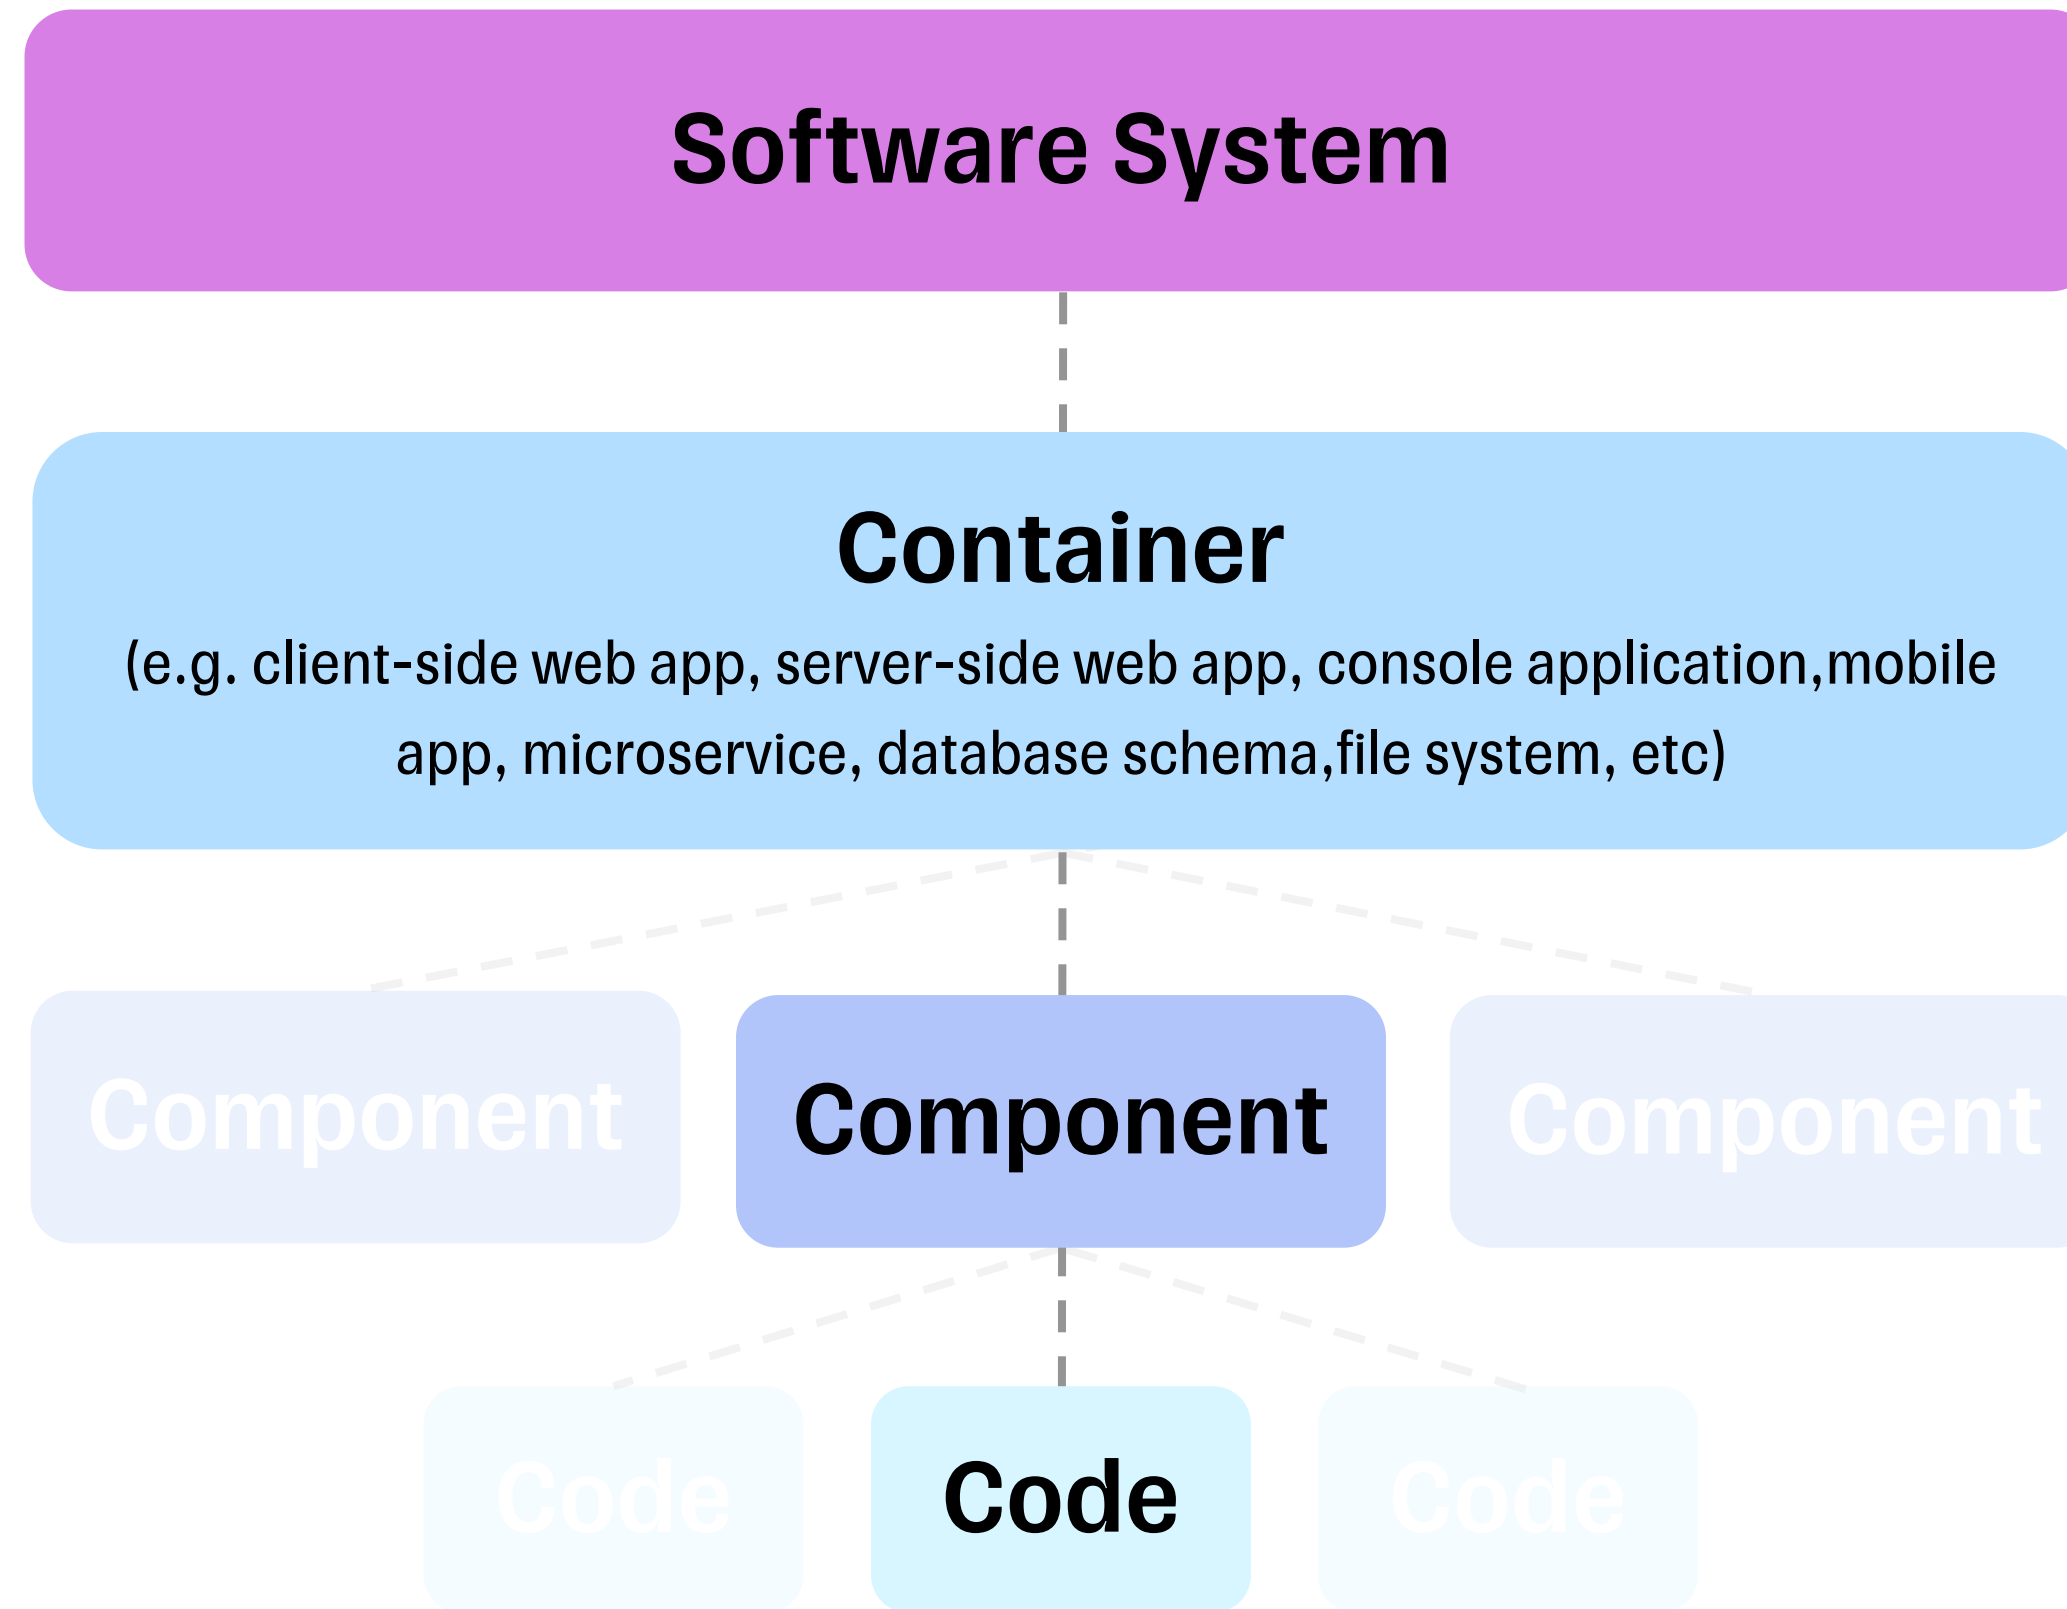 Software System
Container
(e.g. client-side web app, server-side web app, console application,mobile
app, microservice, database schema,file system, etc)
Component
Component
Component
Code
Code
Code